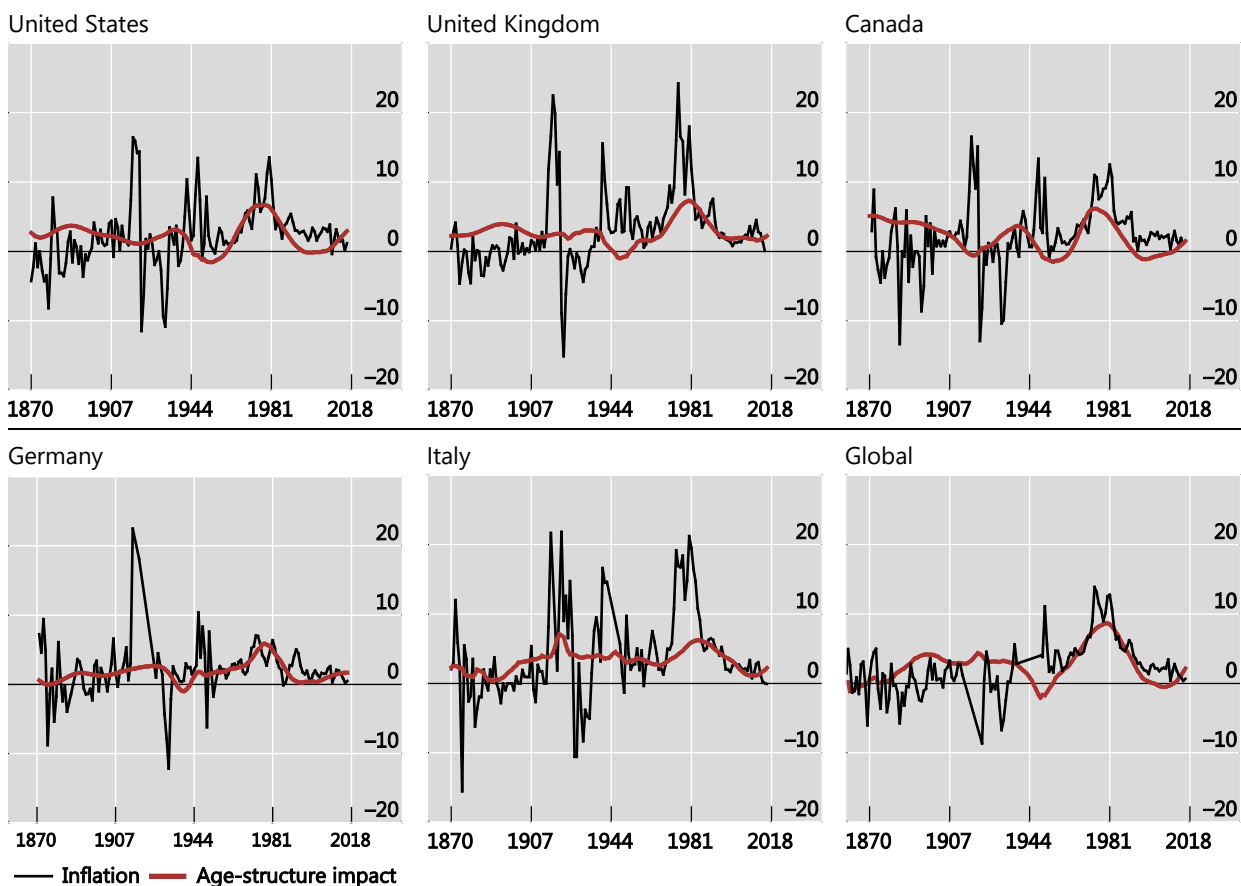 United States United Kingdom Canada
20 20 20
10 10 10
0 0 0
–10 –10 –10
–20 –20 –20
1870 1907 1944 1981 2018 1870 1907 1944 1981 2018 1870 1907 1944 1981 2018
Germany Italy Global
20 20 20
10 10 10
0 0 0
–10 –10 –10
–20 –20 –20
1870 1907 1944 1981 2018 1870 1907 1944 1981 2018 1870 1907 1944 1981 2018
Inflation Age-structure impact